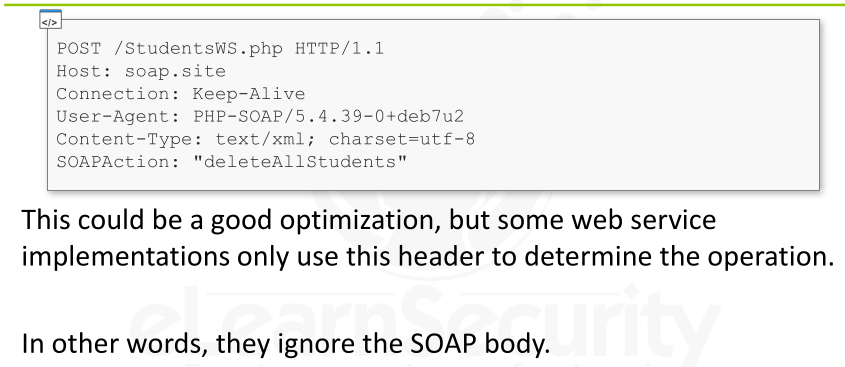 </>
POST /StudentsWS.php HTTP/1.1
Host: soap.site
Connection: Keep-Alive
User-Agent: PHP-SOAP/5.4.39-0+deb7u2
Content-Type: text/xml; charset=utf-8
SOAPAction: "deleteAllStudents"
This could be a good optimization, but some web service
implementations only use this header to determine the operation.
eLearnSecurity
In other words, they ignore the SOAP body.